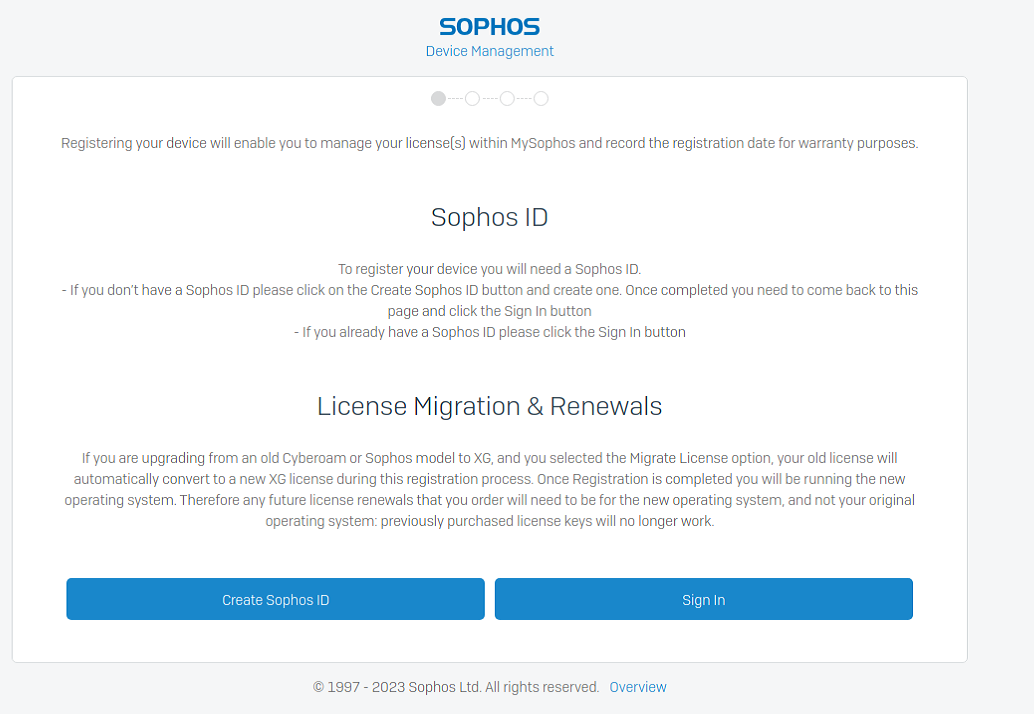 SOPHOS
Device Management
Registering your device will enable you to manage your license(s) within MySophos and record the registration date for warranty purposes.
Sophos ID
To register your device you will need a Sophos ID.
- If you don't have a Sophos ID please click on the Create Sophos ID button and create one. Once completed you need to come back to this
page and click the Sign In button
- If you already have a Sophos ID please click the Sign In button
License Migration & Renewals
If you are upgrading from an old Cyberoam or Sophos model to XG, and you selected the Migrate License option, your old license will
automatically convert to a new XG license during this registration process. Once Registration is completed you will be running the new
operating system. Therefore any future license renewals that you order will need to be for the new operating system, and not your original
operating system: previously purchased license keys will no longer work.
Create Sophos ID
Sign In
© 1997 - 2023 Sophos Ltd. All rights reserved. Overview